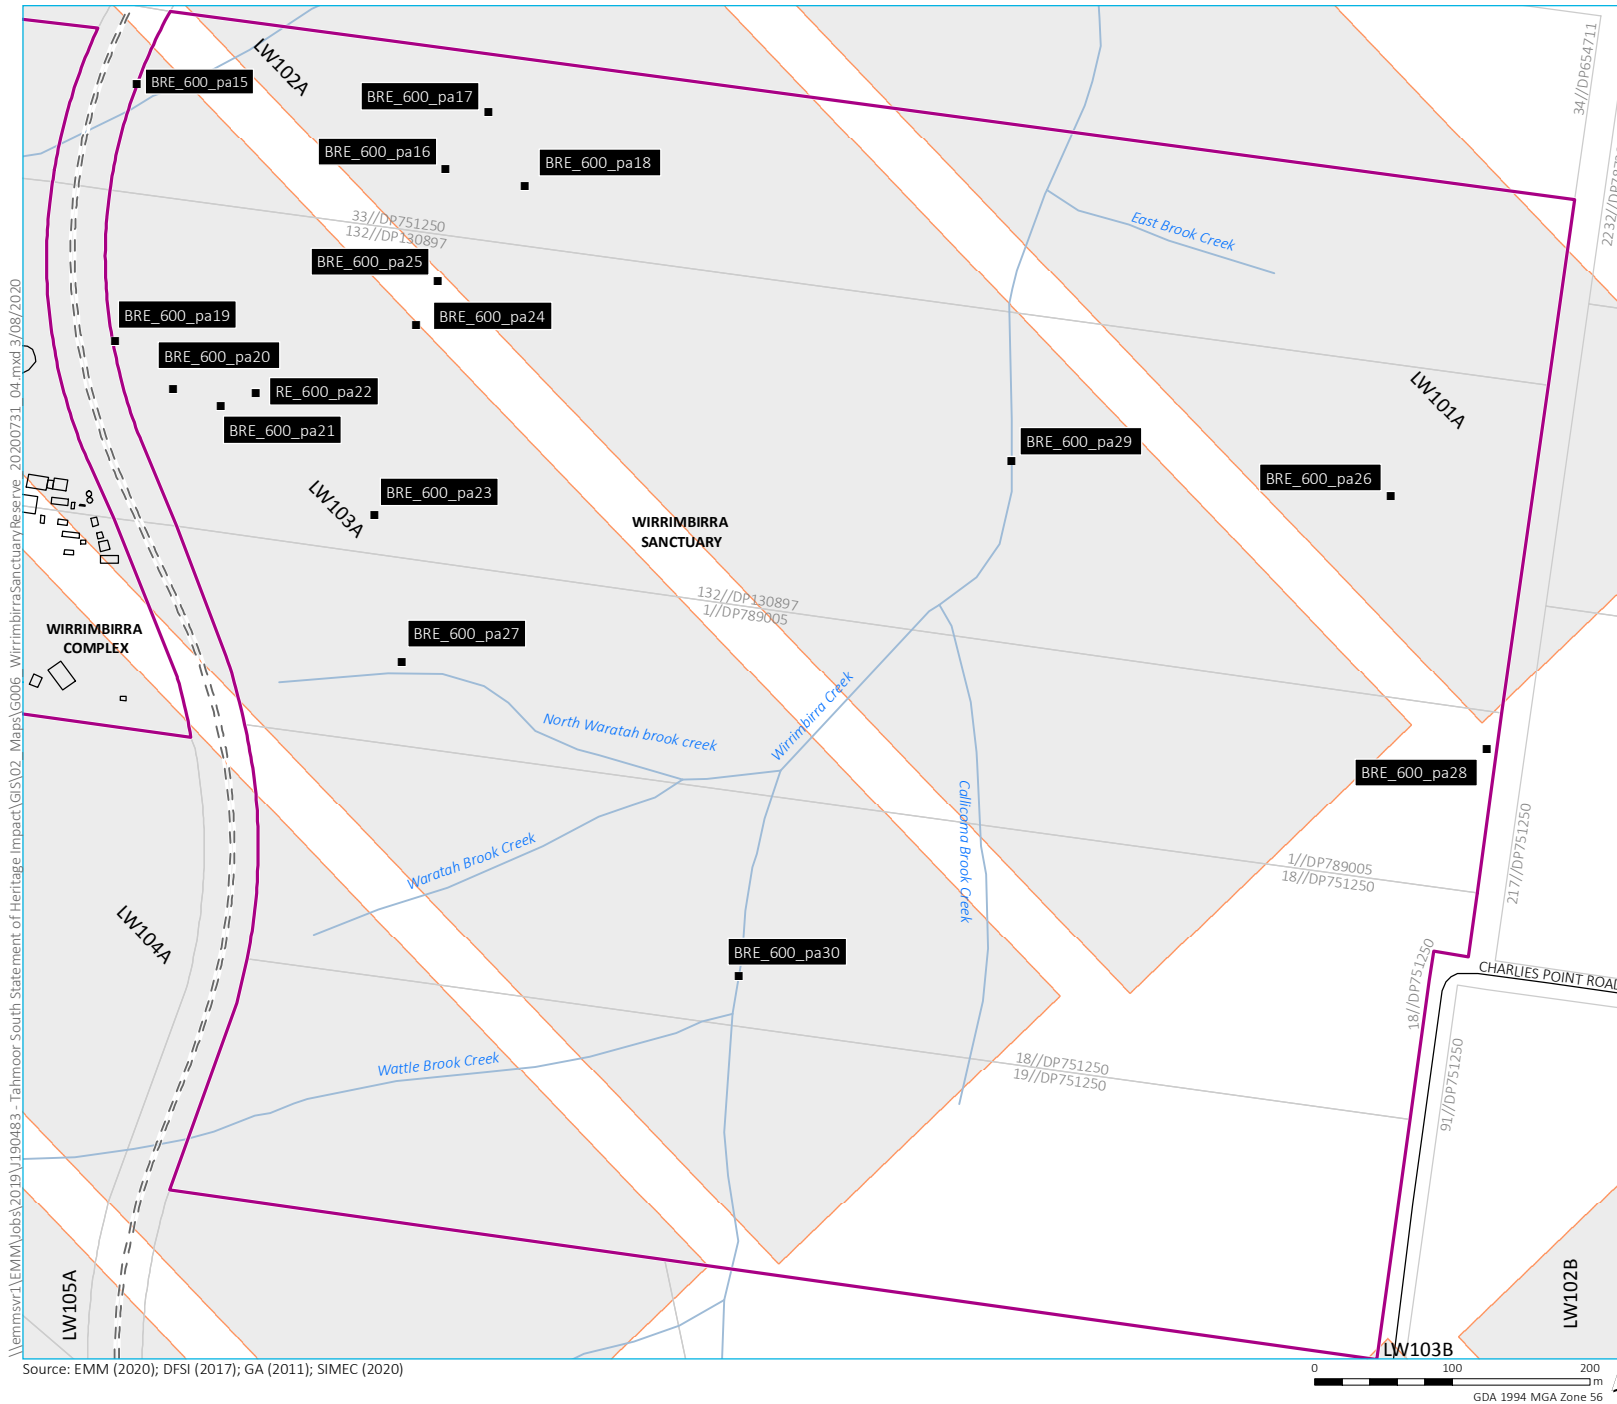 34//DP654711
LW102A
BRE_600_pa15
BRE_600_pa17
BRE_600_pa16
BRE_600_pa18
33//DP751250
132//DP130897
East Brook Creek
BRE_600_pa25
BRE_600_pa19
BRE_600_pa24
BRE_600_pa20
RE_600_pa22
BRE_600_pa21
LW101A
BRE_600_pa29
BRE_600_pa26
BRE_600_pa23
LW103A
WIRRIMBIRRA
SANCTUARY
132//DP130897
1//DP789005
WIRRIMBIRRA
COMPLEX
BRE_600_pa27
North Waratah brook creek
Wirrimbirra Creek
BRE_600_pa28
Callicoma Brook Creek
Waratah Brook Creek
1//DP789005
18//DP751250
217//DP751250
LW104A
BRE_600_pa30
18//DP751250
CHARLIES POINT ROAD
Wattle Brook Creek
18//DP751250
19//DP751250
91//DP751250
LW105A
LW102B
LW103B
\\emmsvr1\EMM\Jobs\2019\J190483 - Tahmoor South Statement of Heritage Impact\GIS\02_Maps\G006_WirrimbirraSanctuaryReserve_20200731_04.mxd 3/08/2020
Source: EMM (2020); DFSI (2017); GA (2011); SIMEC (2020)
0 100 200
m
GDA 1994 MGA Zone 56